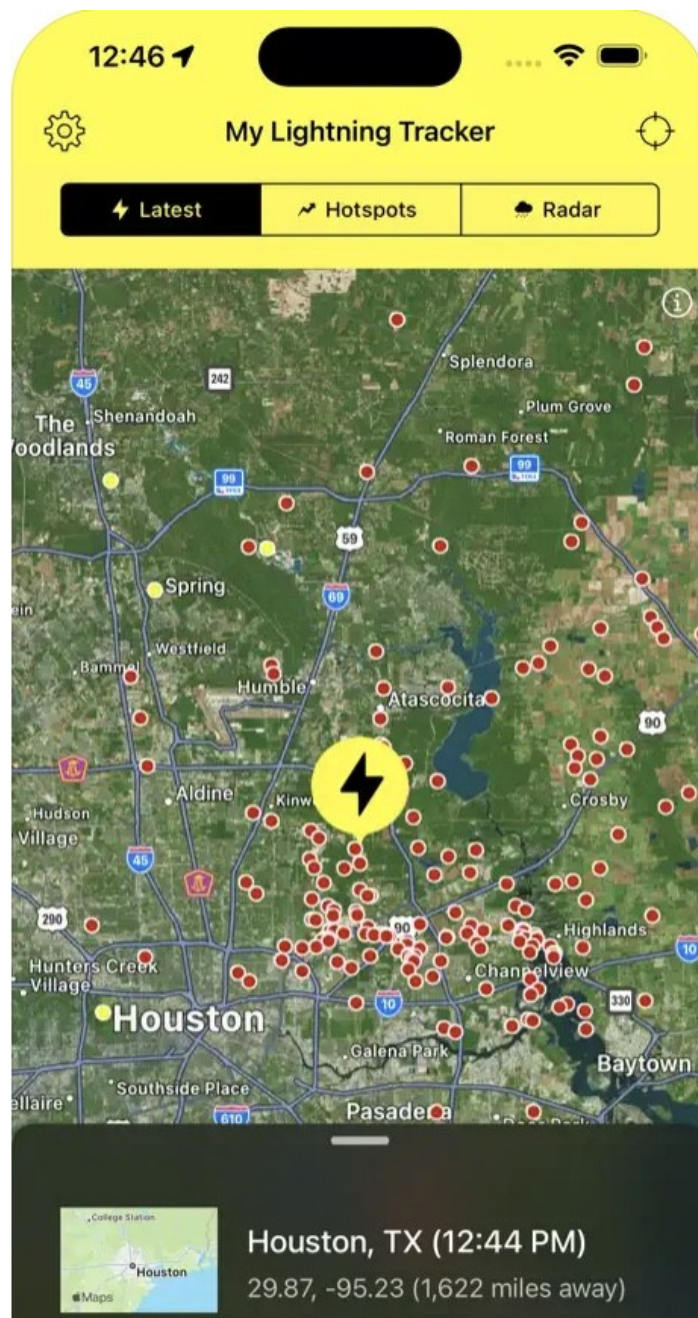 12:46
My Lightning Tracker
Latest
Hotspots
Radar
Splendora
45
242
Plum Grove
The
Shenandoah
oodlands
Roman Forest
99
99
59
Spring
69
ein
Westfield
Bammel
Humble
Atascocita
90
Aldine
Kinw
Crosby
Hudson
Village
45
290
90
Highlands
10
Hunters Creek
Village
Channelview
10
330
Houston
Galena Park
Baytown
Southside Place
ellaire
610
Pasadena
College Station
Houston
Maps
Houston, TX (12:44 PM)
29.87, -95.23 (1,622 miles away)